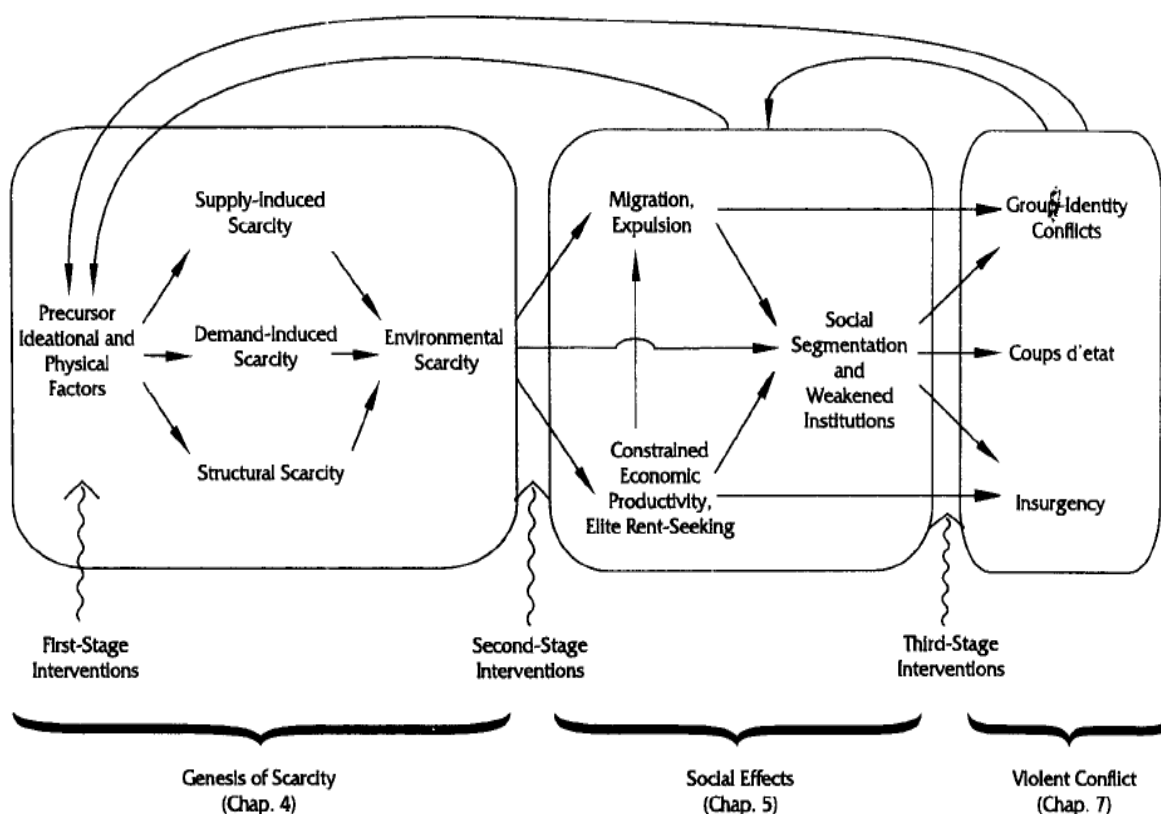 Supply-Induced
Scarcity
Precursor
Ideational and
Physical
Factors
Demand-Induced
Scarcity
Structural Scarcity
Environmental
Scarcity
Migration,
Expulsion
Constrained
Economic
Productivity,
Elite Rent-Seeking
Social
Segmentation
and
Weakened
Institutions
Group-Identity
Conflicts
Coups d'etat
Insurgency
First-Stage
Interventions
Second-Stage
Interventions
Third-Stage
Interventions
Genesis of Scarcity
(Chap. 4)
Social Effects
(Chap. 5)
Violent Conflict
(Chap. 7)